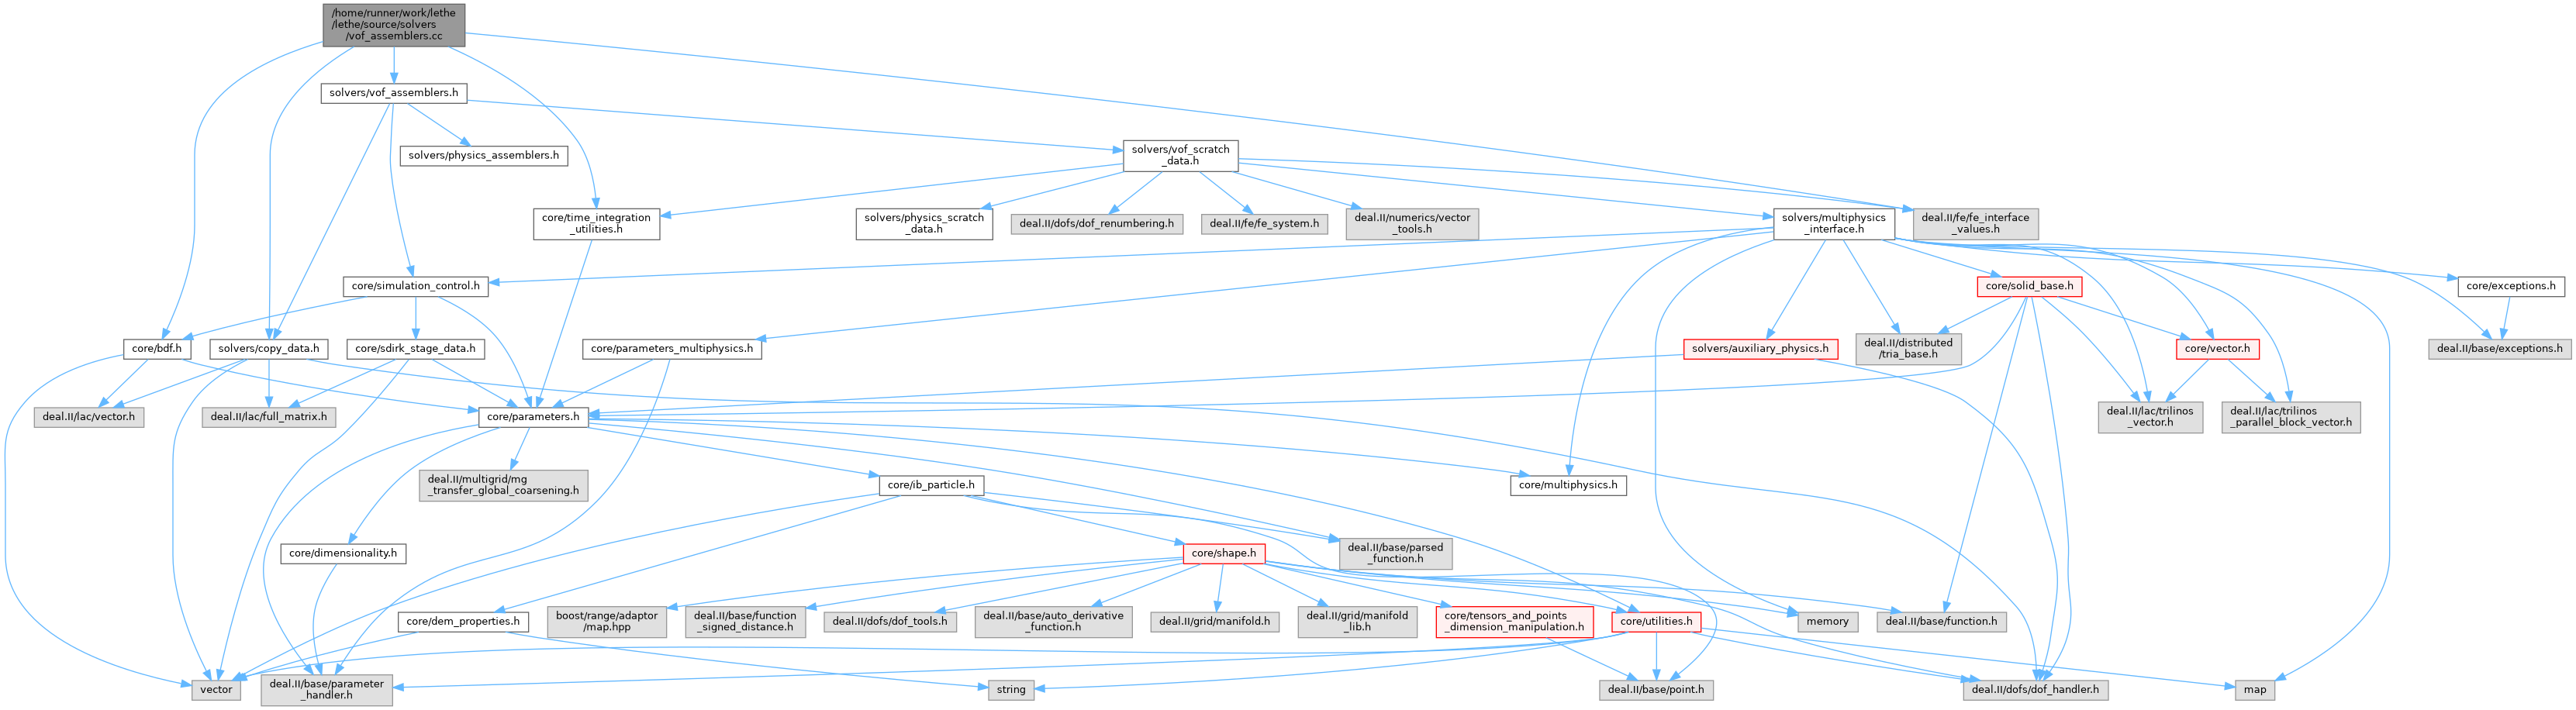 /home/runner/work/lethe
/lethe/source/solvers
/vof_assemblers.cc
solvers/vof_assemblers.h
solvers/physics_assemblers.h
solvers/vof_scratch
_data.h
core/time_integration
_utilities.h
solvers/physics_scratch
_data.h
deal.II/dofs/dof_renumbering.h
deal.II/fe/fe_system.h
deal.II/numerics/vector
_tools.h
solvers/multiphysics
_interface.h
deal.II/fe/fe_interface
_values.h
core/simulation_control.h
core/solid_base.h
core/exceptions.h
core/bdf.h
solvers/copy_data.h
core/sdirk_stage_data.h
core/parameters_multiphysics.h
solvers/auxiliary_physics.h
deal.II/distributed
/tria_base.h
core/vector.h
deal.II/base/exceptions.h
deal.II/lac/vector.h
deal.II/lac/full_matrix.h
core/parameters.h
deal.II/lac/trilinos
_vector.h
deal.II/lac/trilinos
_parallel_block_vector.h
deal.II/multigrid/mg
_transfer_global_coarsening.h
core/ib_particle.h
core/multiphysics.h
core/dimensionality.h
core/shape.h
deal.II/base/parsed
_function.h
core/dem_properties.h
boost/range/adaptor
/map.hpp
deal.II/base/function
_signed_distance.h
deal.II/dofs/dof_tools.h
deal.II/base/auto_derivative
_function.h
deal.II/grid/manifold.h
deal.II/grid/manifold
_lib.h
core/tensors_and_points
_dimension_manipulation.h
core/utilities.h
memory
deal.II/base/function.h
vector
deal.II/base/parameter
_handler.h
string
deal.II/base/point.h
deal.II/dofs/dof_handler.h
map